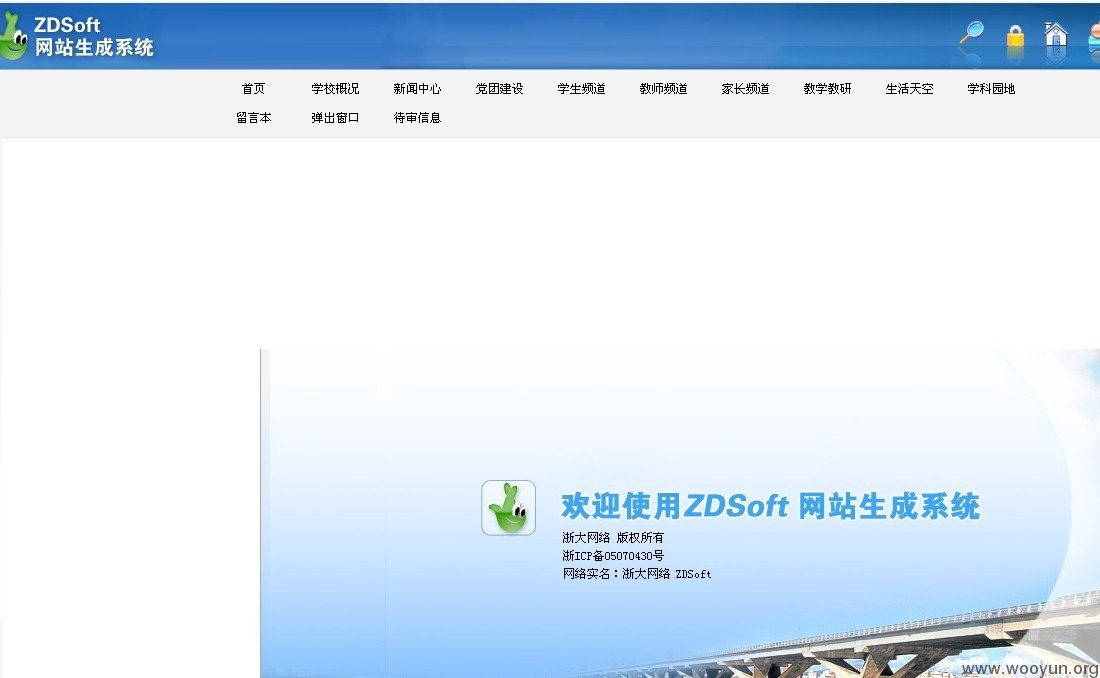 ZDSoft
网站生成系统
首页 学校概况 新闻中心 党团建设 学生频道 教师频道 家长频道 教学教研 生活天空 学科园地
留言本 弹出窗口 待审信息
欢迎使用ZDSoft 网站生成系统
浙大网络 版权所有
浙ICP备05070430号
网络实名：浙大网络 ZDSoft
www.wooyun.org